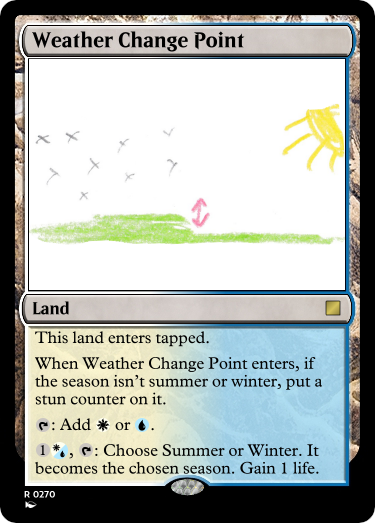 Weather Change Point
Land
This land enters tapped.
When Weather Change Point enters, if
the season isn't summer or winter, put a
stun counter on it.
: Add or .
1 , : Choose Summer or Winter. It
becomes the chosen season. Gain 1 life.
R 0270